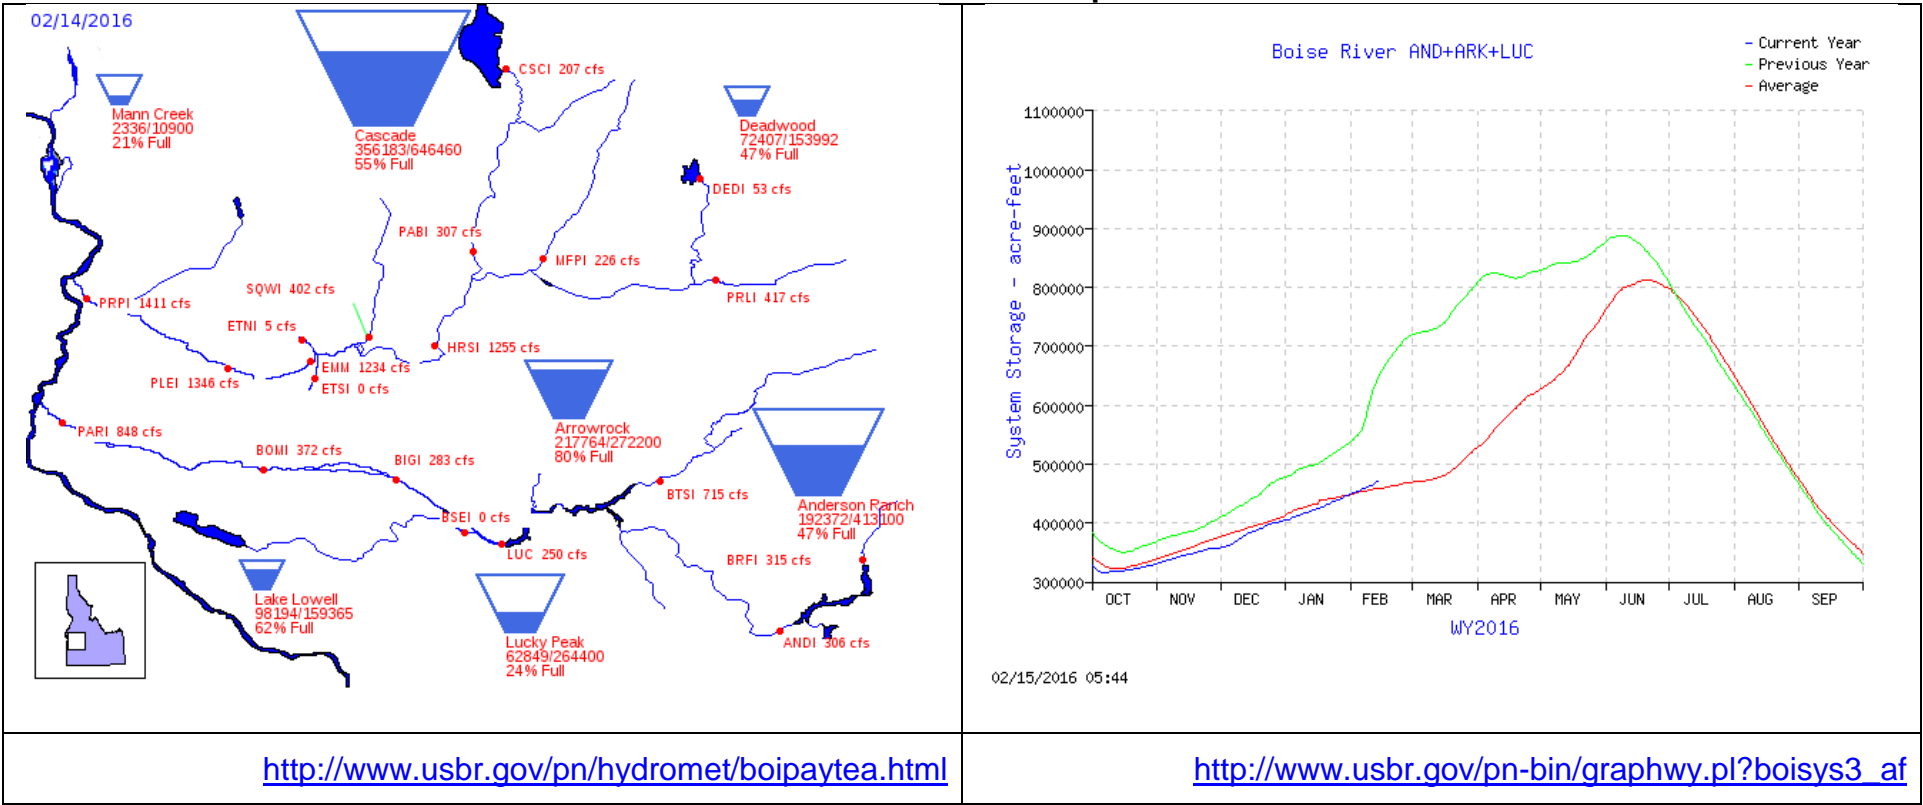 02/14/2016
Mann Creek
2336/10900
21% Full
Cascade
356183/646460
55% Full
CSCI 207 cfs
Deadwood
72407/153992
47% Full
DEDI 53 cfs
PABI 307 cfs
MFPI 226 cfs
PRLI 417 cfs
SQWI 402 cfs
PRPI 1411 cfs
ETNI 5 cfs
HRSI 1255 cfs
EMM 1234 cfs
PLEI 1346 cfs
ETSI 0 cfs
Arrowrock
217764/272200
80% Full
PARI 848 cfs
BOMI 372 cfs
BIGI 283 cfs
BTSI 715 cfs
Anderson Ranch
192372/413100
47% Full
BSEI 0 cfs
LUC 250 cfs
BRFI 315 cfs
Lake Lowell
98194/159365
62% Full
Lucky Peak
62849/264400
24% Full
ANDI 306 cfs
Boise River AND+ARK+LUC
Current Year
Previous Year
Average
System Storage - acre-feet
1100000
1000000
900000
800000
700000
600000
500000
400000
300000
OCT NOV DEC JAN FEB MAR APR MAY JUN JUL AUG SEP
WY2016
02/15/2016 05:44
http://www.usbr.gov/pn/hydromet/boipaytea.html
http://www.usbr.gov/pn-bin/graphwy.pl?boisys3_af